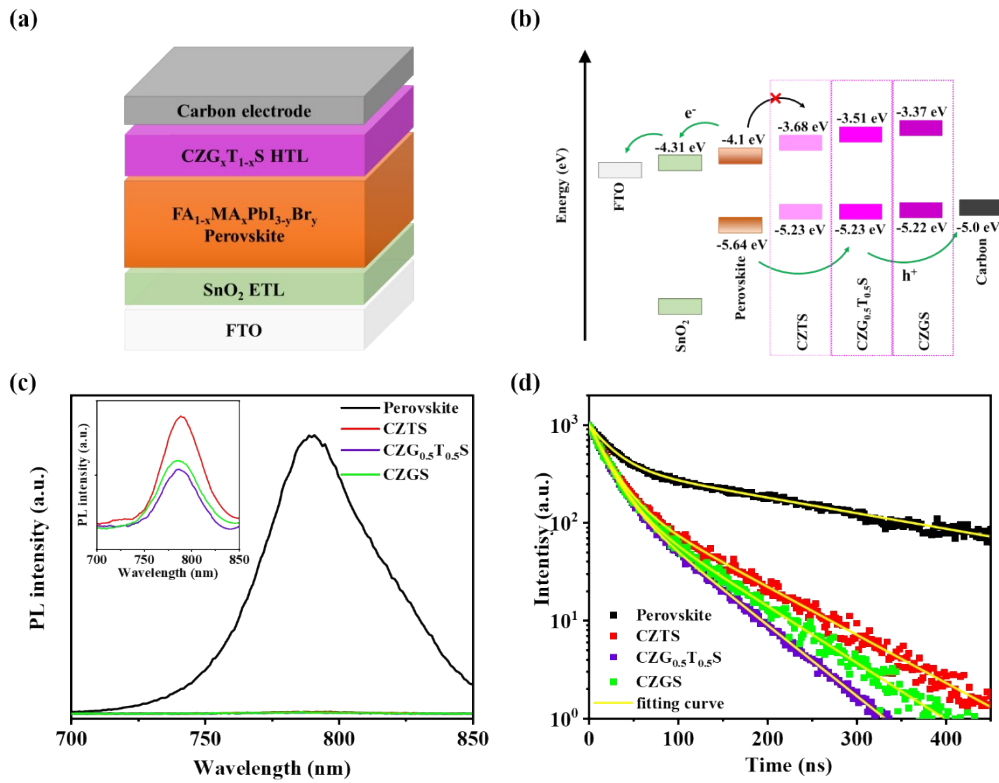 (a)
Carbon electrode
CZGₓT₁₋ₓS HTL
FA₁₋ₓMAₓPbI₃₋ᵧBrᵧ
Perovskite
SnO₂ ETL
FTO
(b)
Energy (eV)
e⁻
-4.31 eV
-4.1 eV
-3.68 eV
-3.51 eV
-3.37 eV
-5.64 eV
-5.23 eV
-5.23 eV
-5.22 eV
-5.0 eV
h⁺
FTO
SnO₂
Perovskite
CZTS
CZG₀.₅T₀.₅S
CZGS
Carbon
(c)
PL intensity (a.u.)
Perovskite
CZTS
CZG₀.₅T₀.₅S
CZGS
PL intensity (a.u.)
700 750 800 850
Wavelength (nm)
700 750 800 850
Wavelength (nm)
(d)
Intentisy (a.u.)
10³
10²
10¹
10⁰
Perovskite
CZTS
CZG₀.₅T₀.₅S
CZGS
fitting curve
0 100 200 300 400
Time (ns)